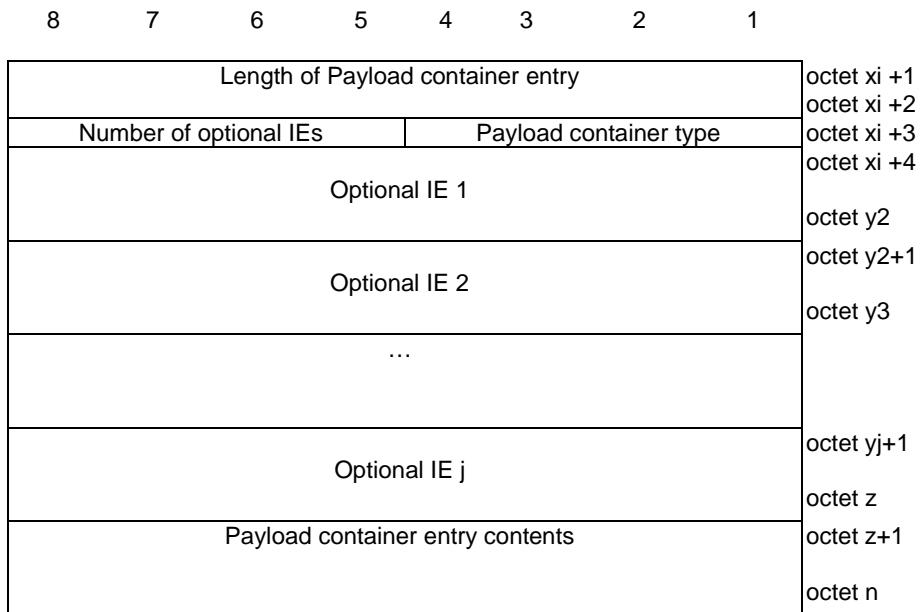 8 7 6 5 4 3 2 1
Length of Payload container entry octet xi +1
octet xi +2
Number of optional IEs Payload container type octet xi +3
octet xi +4
Optional IE 1
octet y2
octet y2+1
Optional IE 2
octet y3
…
octet yj+1
Optional IE j
octet z
Payload container entry contents octet z+1
octet n